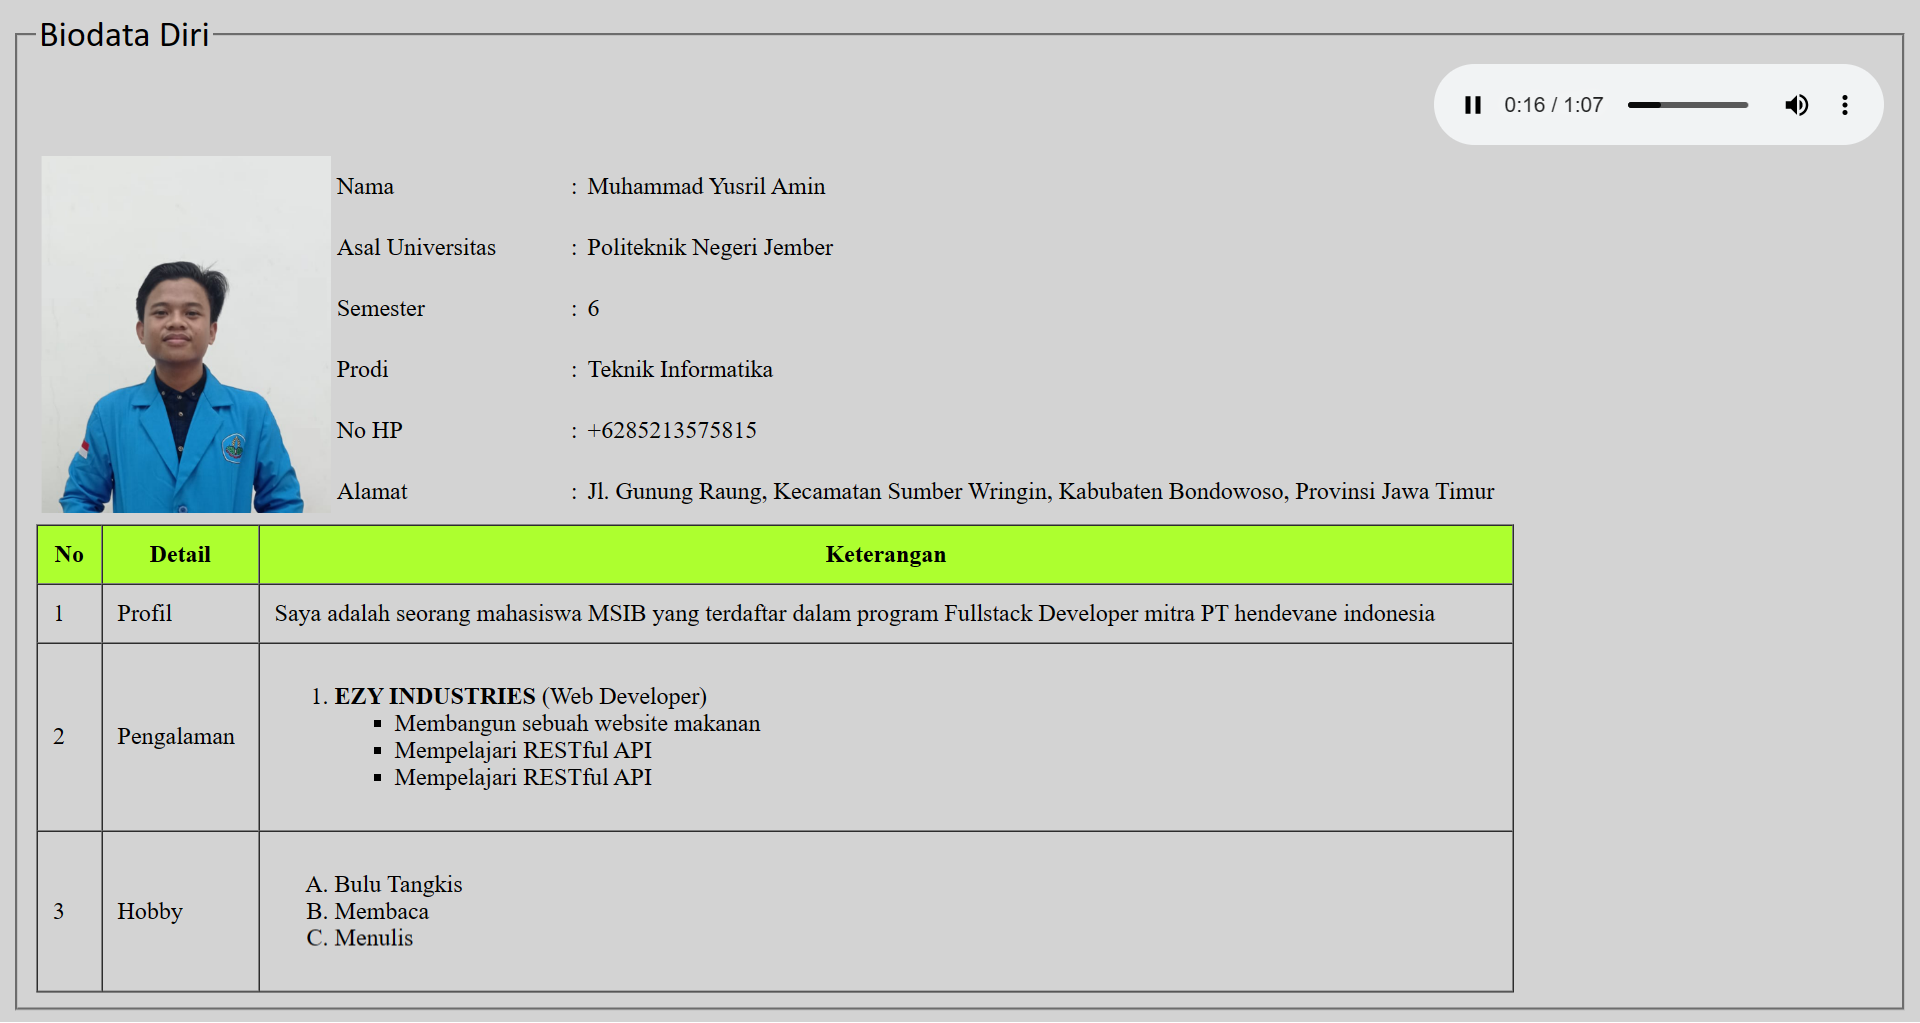 Biodata Diri
0:16 / 1:07
Nama : Muhammad Yusril Amin
Asal Universitas : Politeknik Negeri Jember
Semester : 6
Prodi : Teknik Informatika
No HP : +6285213575815
Alamat : Jl. Gunung Raung, Kecamatan Sumber Wringin, Kabubaten Bondowoso, Provinsi Jawa Timur
No Detail Keterangan
1 Profil Saya adalah seorang mahasiswa MSIB yang terdaftar dalam program Fullstack Developer mitra PT hendevane indonesia
2 Pengalaman
1. EZY INDUSTRIES (Web Developer)
▪ Membangun sebuah website makanan
▪ Mempelajari RESTful API
▪ Mempelajari RESTful API
3 Hobby
A. Bulu Tangkis
B. Membaca
C. Menulis